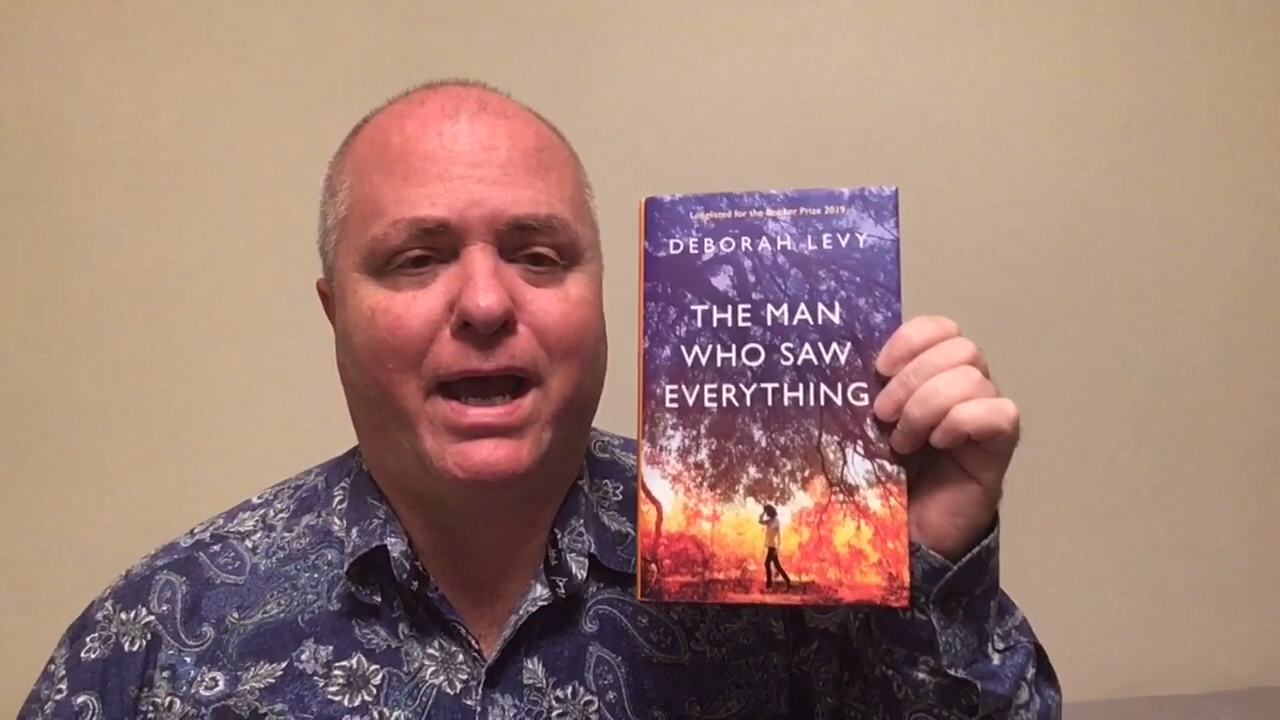 Longlisted for the Booker Prize 2019
DEBORAH LEVY
THE MAN
WHO SAW
EVERYTHING